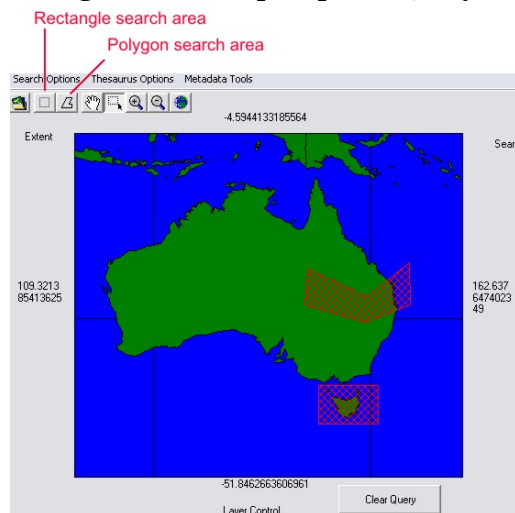 Rectangle search area
Polygon search area
Search Options Thesaurus Options Metadata Tools
-4.5944133185564
Extent
Sear
109.3213
85413625
162.637
6474023
49
-51.8462663606961
Layer Control
Clear Query